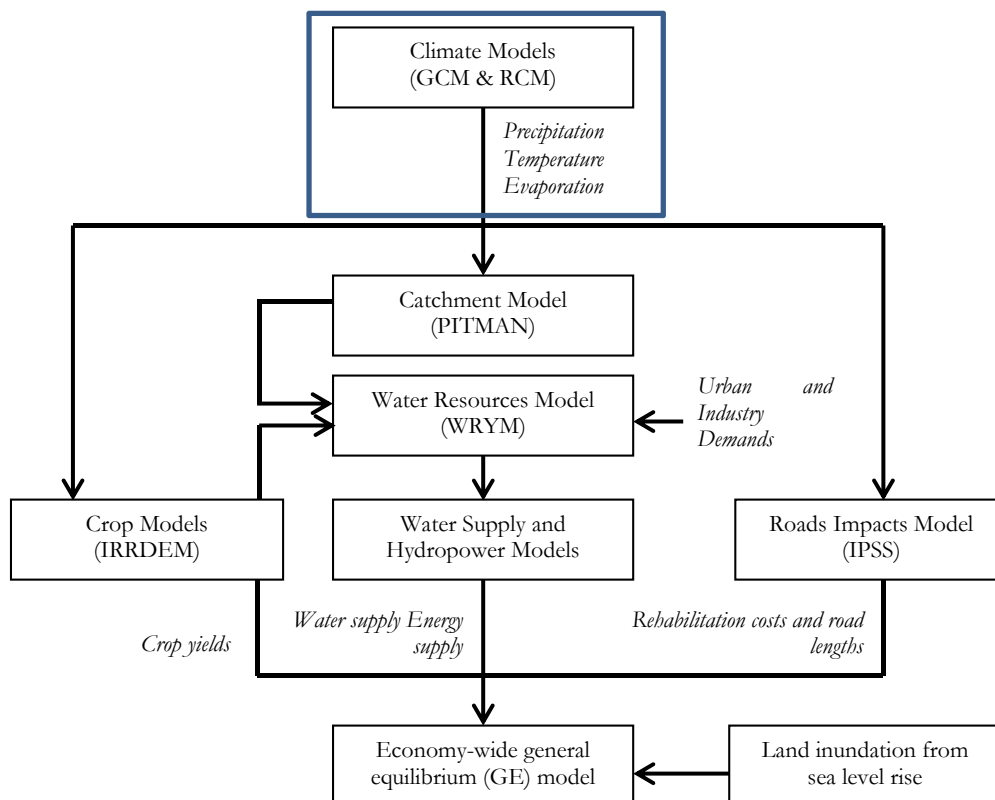 Climate Models
(GCM & RCM)
Precipitation
Temperature
Evaporation
Catchment Model
(PITMAN)
Water Resources Model
(WRYM)
Urban and
Industry
Demands
Crop Models
(IRRDEM)
Water Supply and
Hydropower Models
Roads Impacts Model
(IPSS)
Crop yields
Water supply Energy
supply
Rehabilitation costs and road
lengths
Economy-wide general
equilibrium (GE) model
Land inundation from
sea level rise